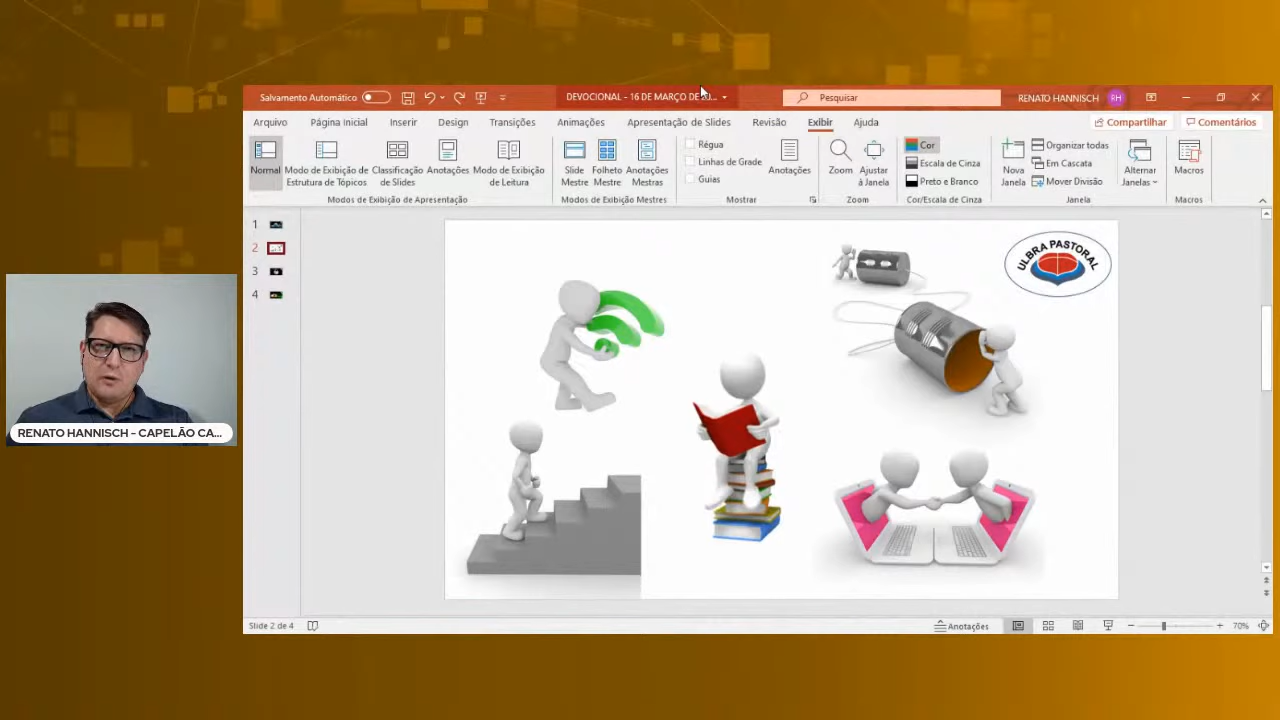 Salvamento Automático
DEVOCIONAL - 16 DE MARÇO DE 20...
Pesquisar
RENATO HANNISCH
RH
Arquivo
Página Inicial
Inserir
Design
Transições
Animações
Apresentação de Slides
Revisão
Exibir
Ajuda
Compartilhar
Comentários
Normal
Modo de Exibição de
Estrutura de Tópicos
Classificação
de Slides
Anotações
Modo de Exibição
de Leitura
Modos de Exibição de Apresentação
Slide
Mestre
Folheto
Mestre
Anotações
Mestras
Modos de Exibição Mestres
Régua
Linhas de Grade
Guias
Anotações
Mostrar
Zoom
Ajustar
à Janela
Zoom
Cor
Escala de Cinza
Preto e Branco
Cor/Escala de Cinza
Nova
Janela
Organizar todas
Em Cascata
Mover Divisão
Alternar
Janelas
Janela
Macros
Macros
1
2
3
4
ULBRA PASTORAL
RENATO HANNISCH - CAPELÃO CA...
Slide 2 de 4
Anotações
70%